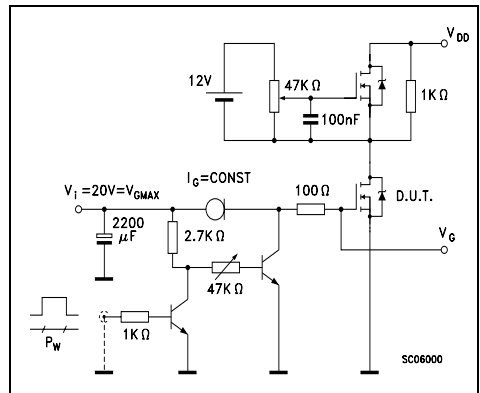 V_DD
12V
47KΩ
1KΩ
100nF
I_G=CONST
V_i=20V=V_GMAX
100Ω
D.U.T.
2200
μF
2.7KΩ
V_G
47KΩ
1KΩ
P_W
SC06000